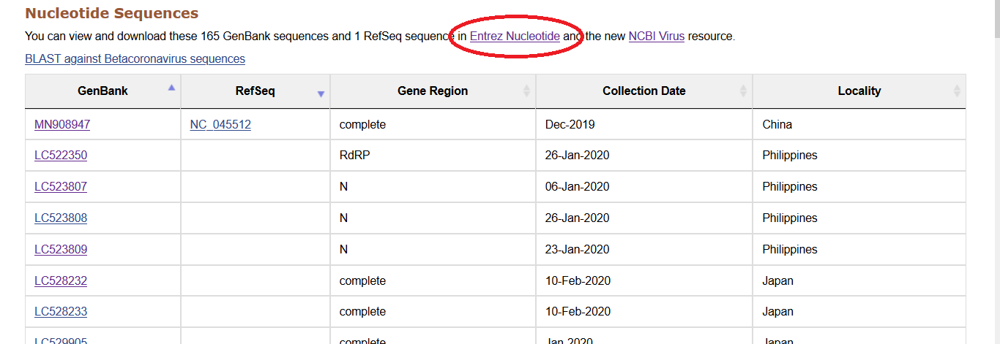 Nucleotide Sequences
You can view and download these 165 GenBank sequences and 1 RefSeq sequence in Entrez Nucleotide and the new NCBI Virus resource.
BLAST against Betacoronavirus sequences
GenBank RefSeq Gene Region Collection Date Locality
MN908947 NC_045512 complete Dec-2019 China
LC522350 RdRP 26-Jan-2020 Philippines
LC523807 N 06-Jan-2020 Philippines
LC523808 N 26-Jan-2020 Philippines
LC523809 N 23-Jan-2020 Philippines
LC528232 complete 10-Feb-2020 Japan
LC528233 complete 10-Feb-2020 Japan
LC529905 complete Jan 2020 Japan